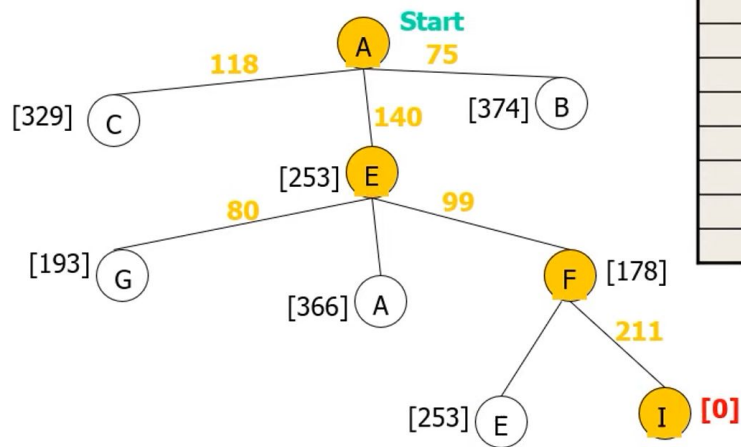 Start
A
118
75
[329] C
[374] B
140
[253] E
80
99
[193] G
[366] A
F [178]
211
[253] E
I [0]